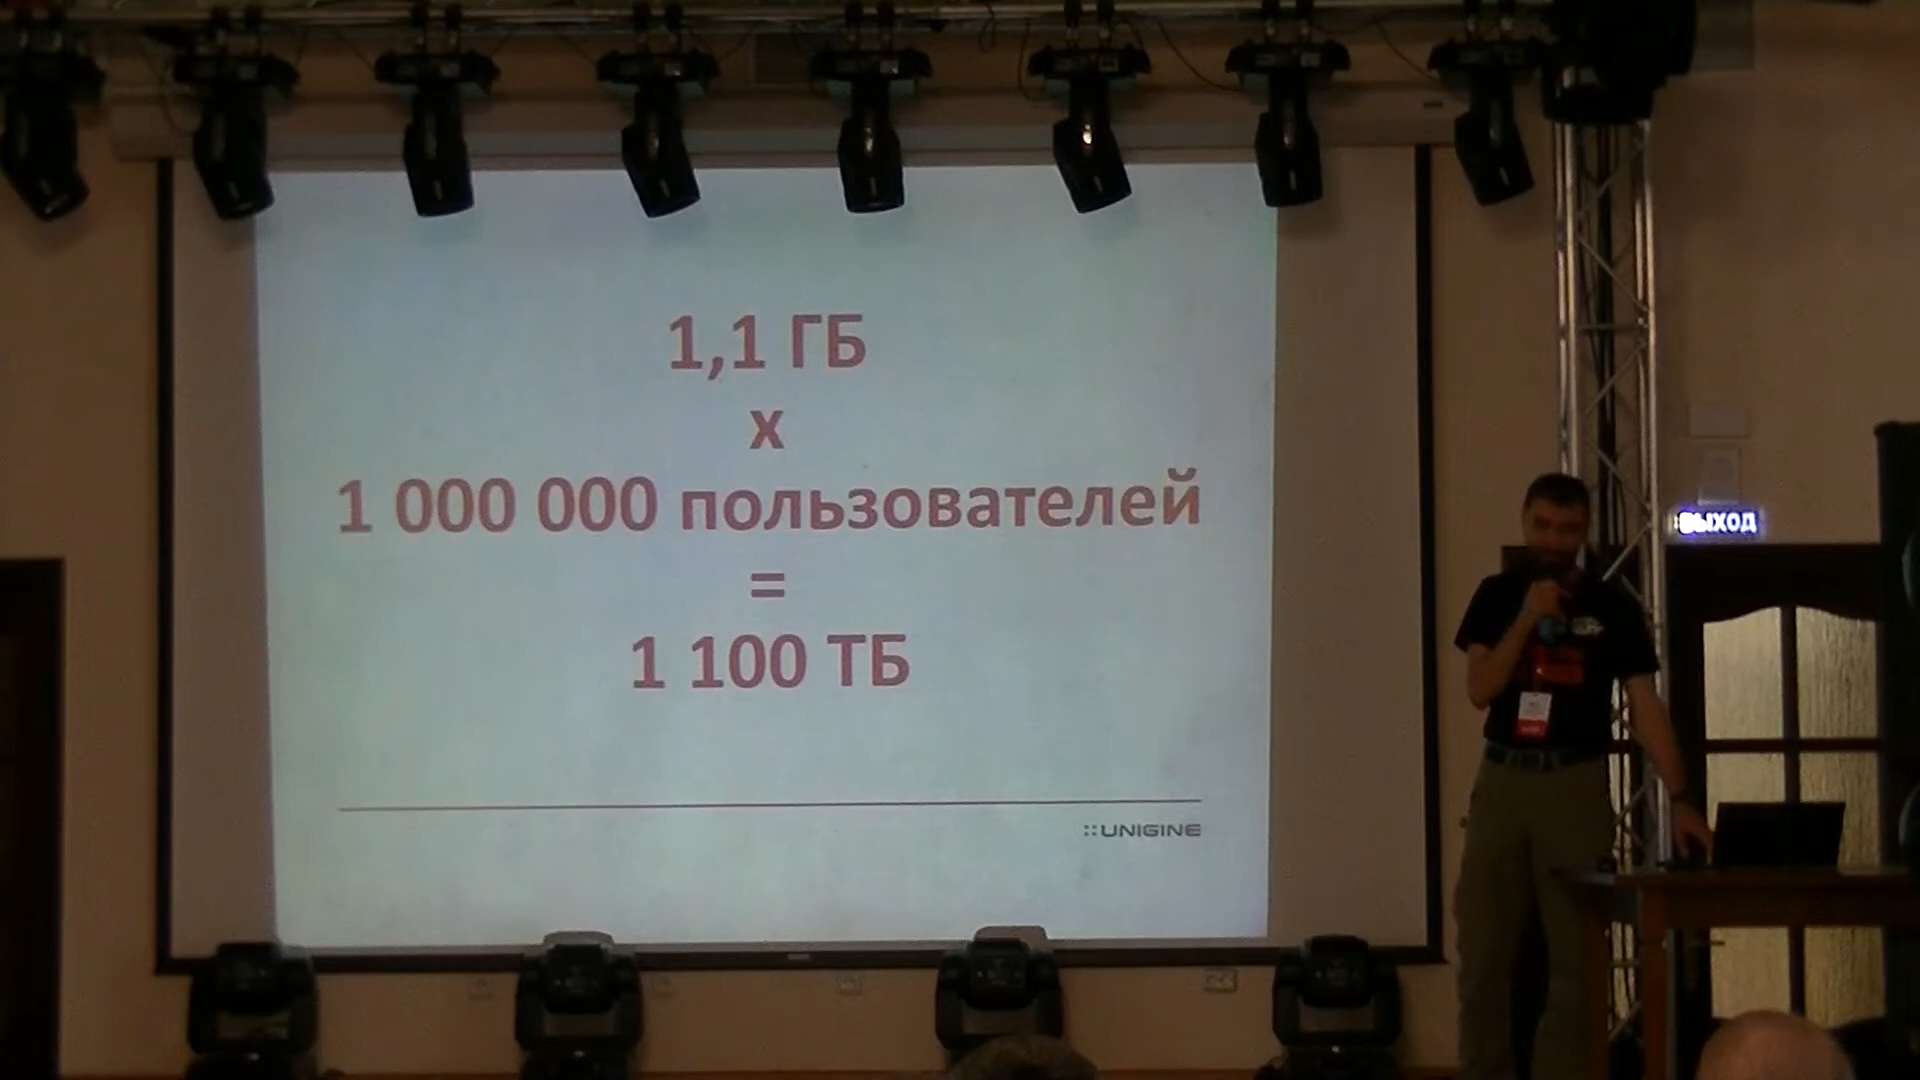 1,1 ГБ
х
1 000 000 пользователей
=
1 100 ТБ
::UNIGINE
ВЫХОД